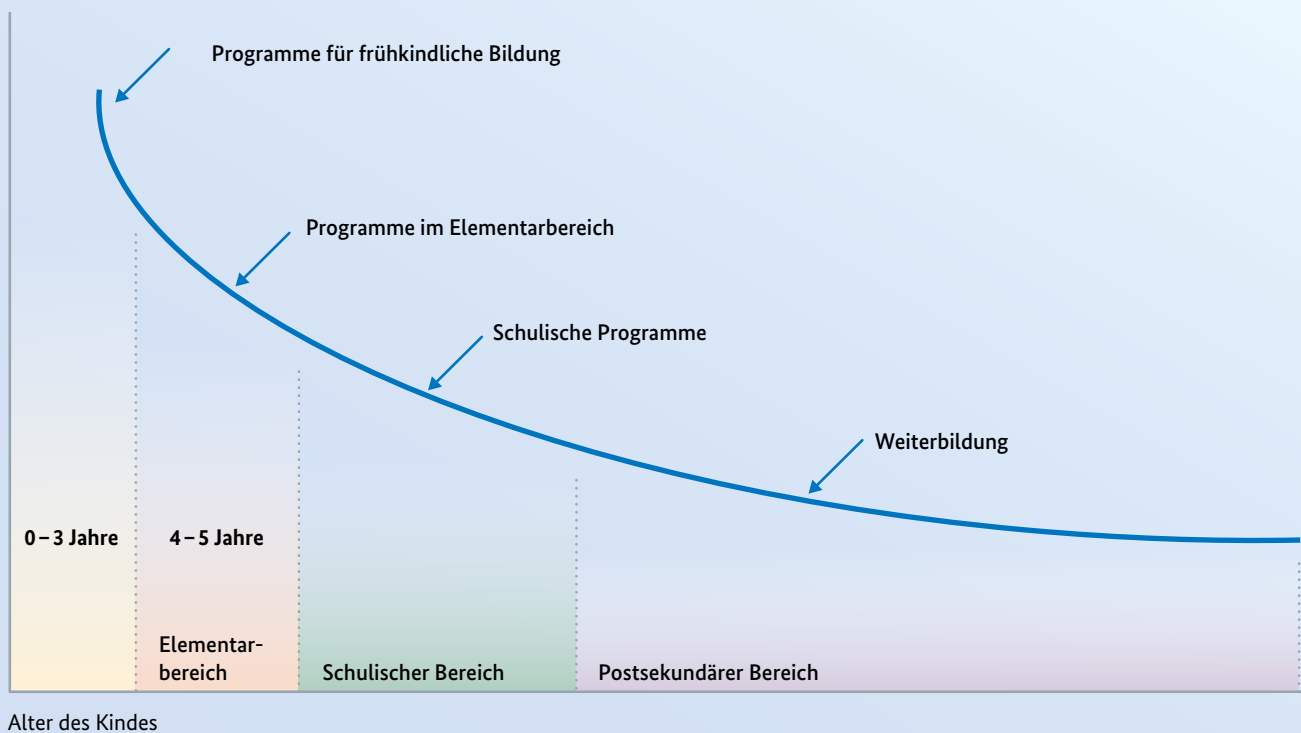 Programme für frühkindliche Bildung
Programme im Elementarbereich
Schulische Programme
Weiterbildung
0 – 3 Jahre
4 – 5 Jahre
Elementar-
bereich
Schulischer Bereich
Postsekundärer Bereich
Alter des Kindes